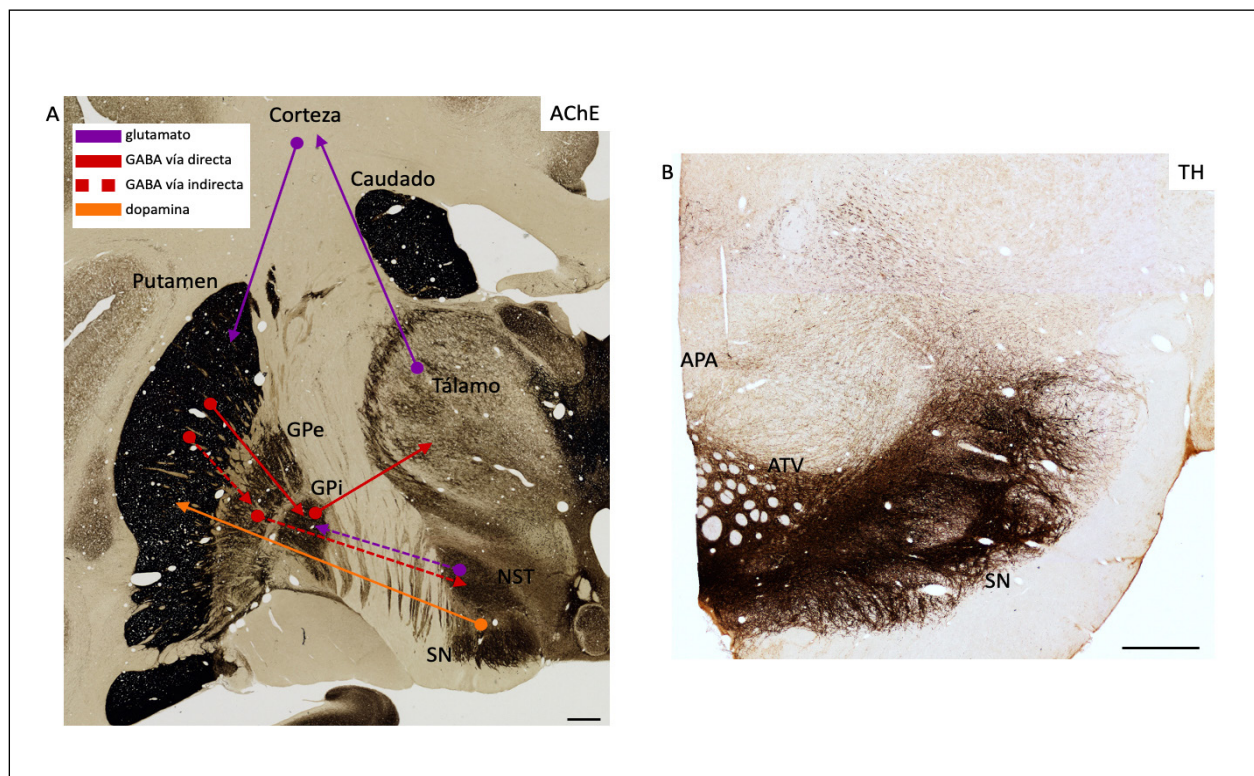 A
Corteza
AChE
glutamato
GABA vía directa
GABA vía indirecta
dopamina
Caudado
Putamen
Tálamo
GPe
GPi
NST
SN
B
TH
APA
ATV
SN